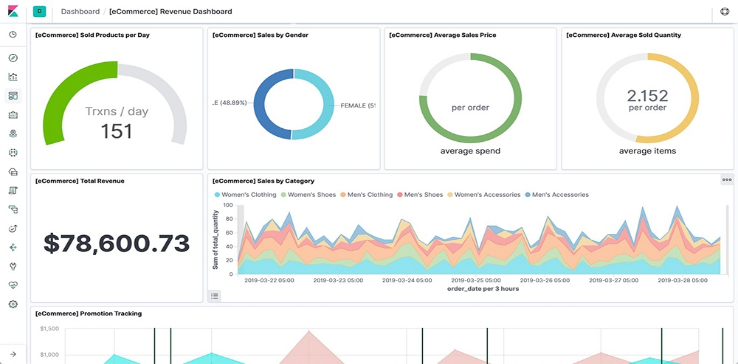 D
Dashboard / [eCommerce] Revenue Dashboard
[eCommerce] Sold Products per Day
Trxns / day
151
[eCommerce] Sales by Gender
.E (48.89%)
FEMALE (5
[eCommerce] Average Sales Price
per order
average spend
[eCommerce] Average Sold Quantity
2.152
per order
average items
[eCommerce] Total Revenue
$78,600.73
[eCommerce] Sales by Category
Women's Clothing Women's Shoes Men's Clothing Men's Shoes Women's Accessories Men's Accessories
Sum of total_quantity
100
80
60
40
20
0
2019-03-22 05:00 2019-03-23 05:00 2019-03-24 05:00 2019-03-25 05:00 2019-03-26 05:00 2019-03-27 05:00 2019-03-28 05:00
order_date per 3 hours
[eCommerce] Promotion Tracking
$1,500
$1,000